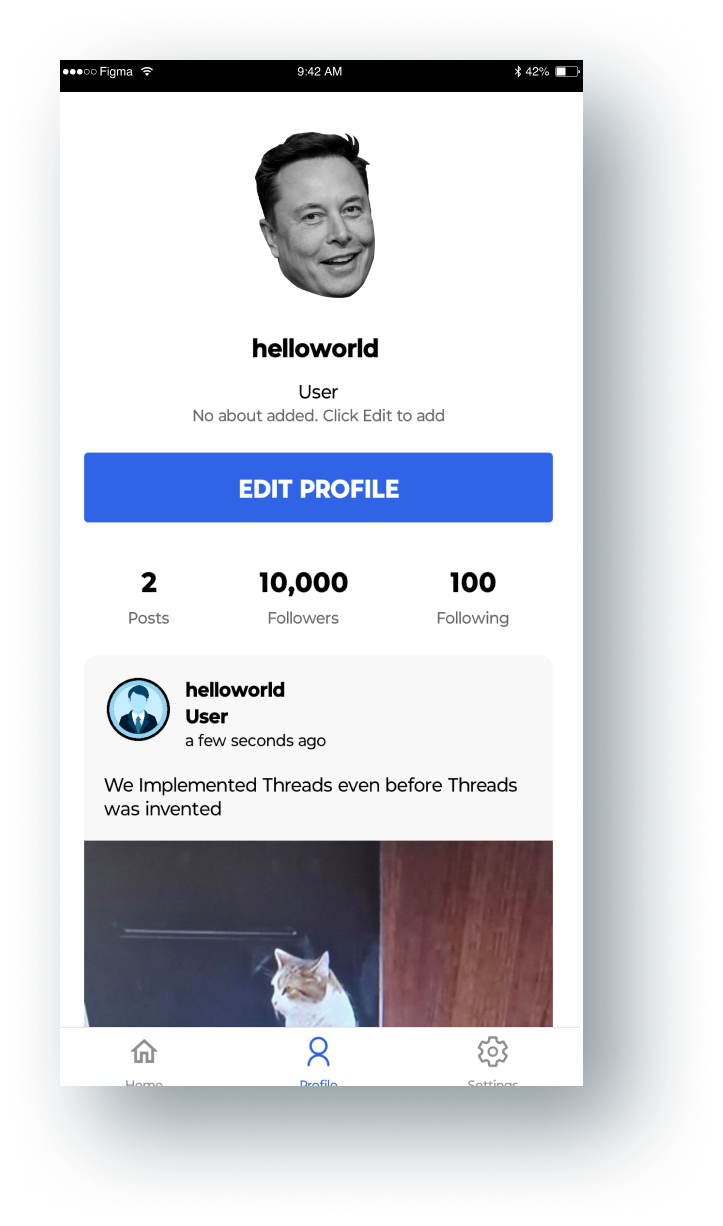 Figma 9:42 AM 42%
helloworld
User
No about added. Click Edit to add
EDIT PROFILE
2 10,000 100
Posts Followers Following
helloworld
User
a few seconds ago
We Implemented Threads even before Threads
was invented
Home Profile Settings